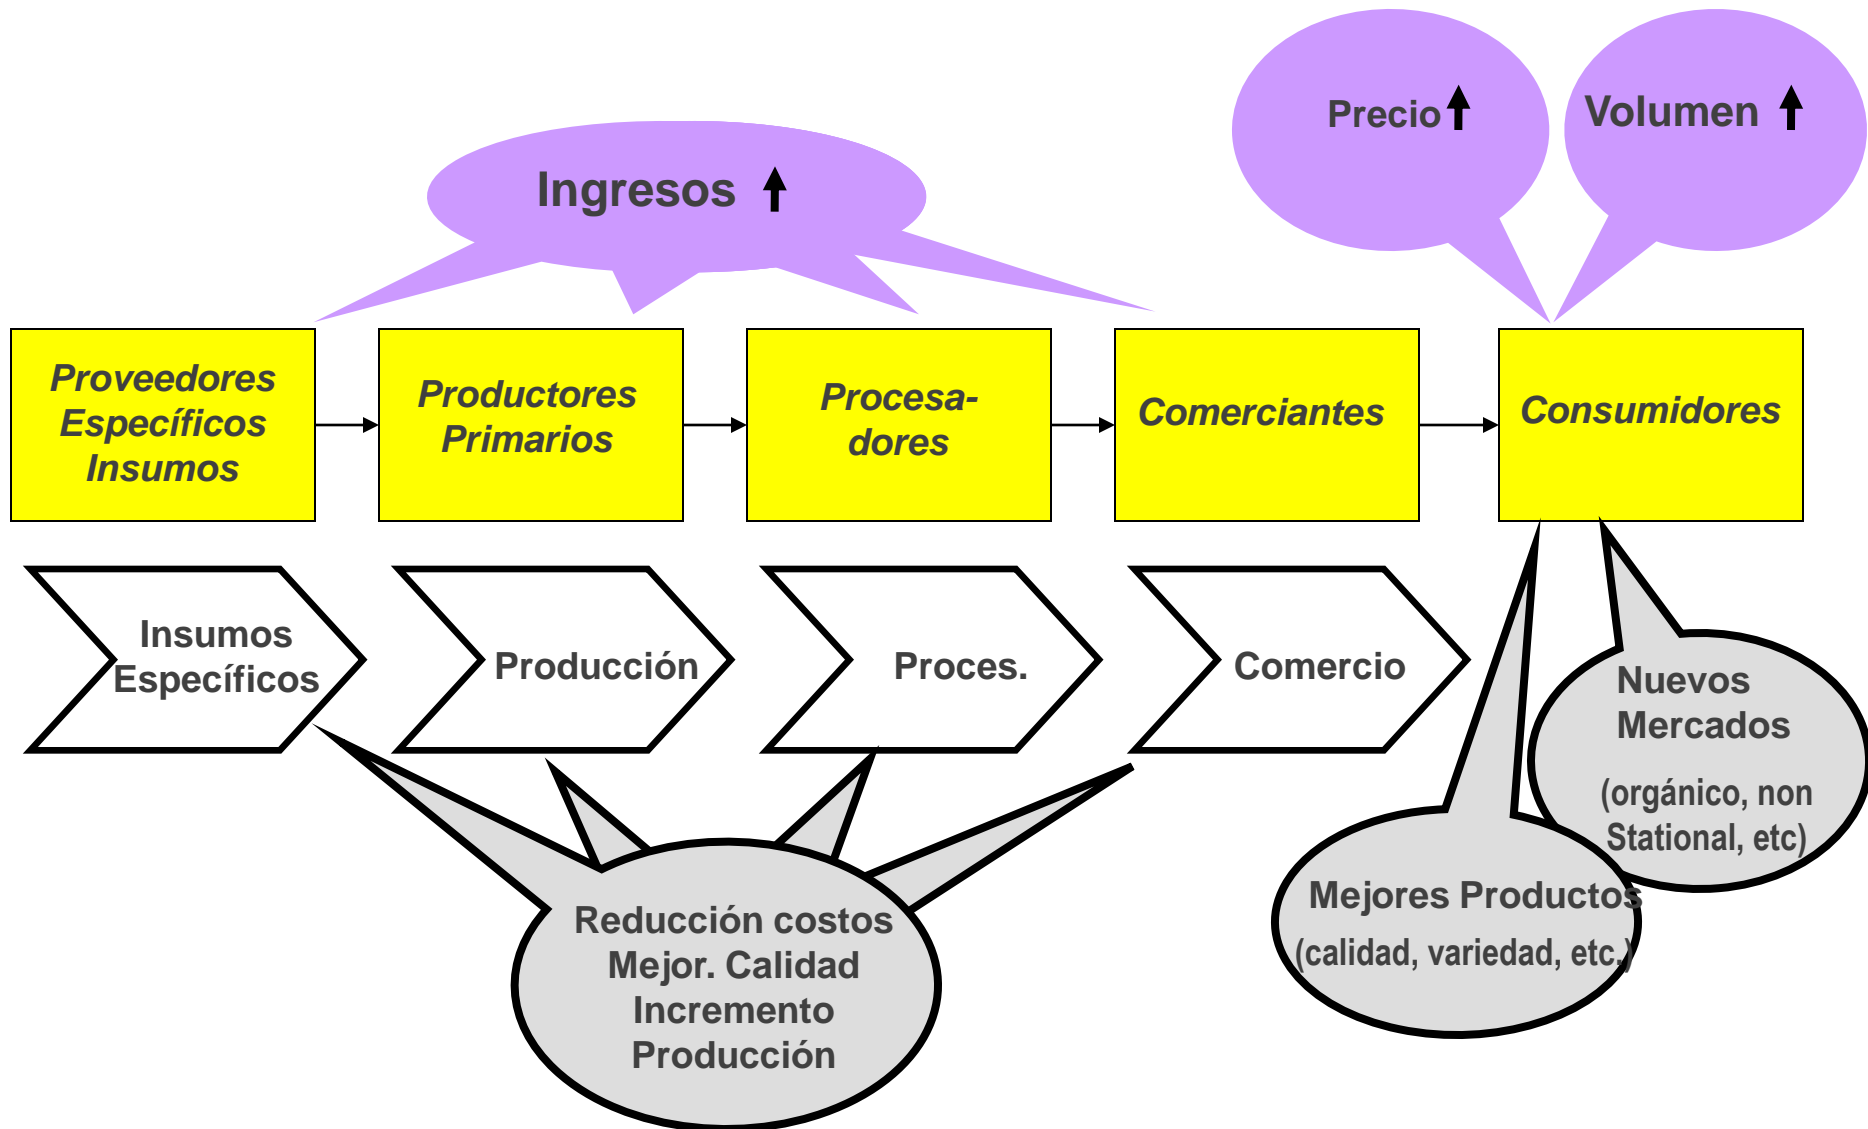 Precio
Volumen
Ingresos
Proveedores
Específicos
Insumos
Productores
Primarios
Procesa-
dores
Comerciantes
Consumidores
Insumos
Específicos
Producción
Proces.
Comercio
Nuevos
Mercados
(orgánico, non
Stational, etc)
Mejores Productos
(calidad, variedad, etc.)
Reducción costos
Mejor. Calidad
Incremento
Producción